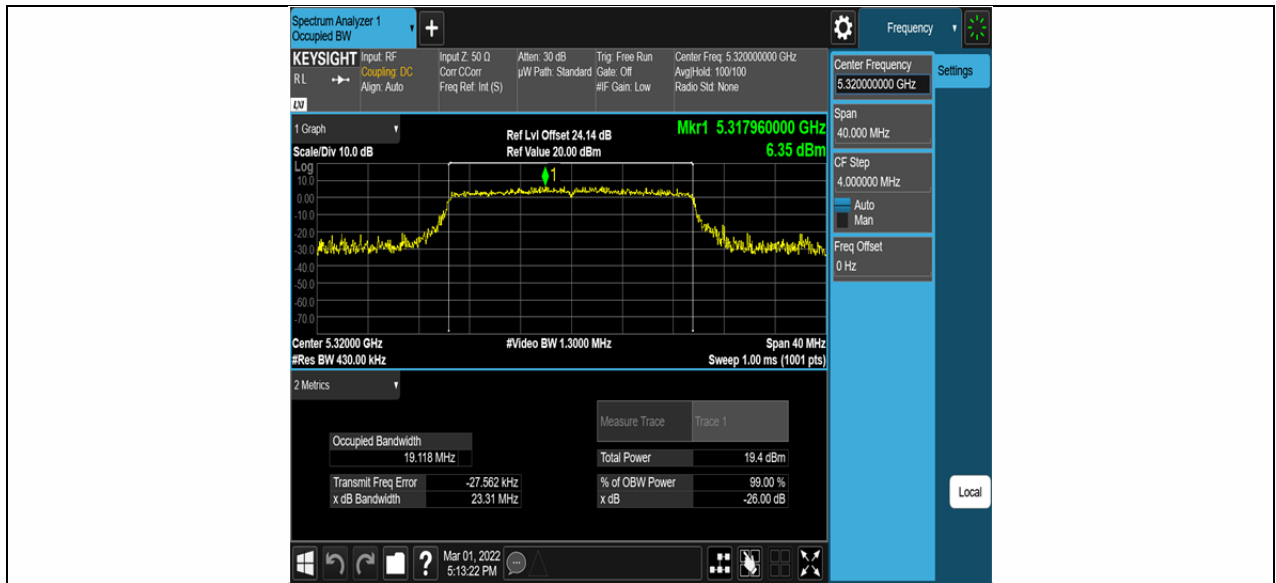 Spectrum Analyzer 1
Occupied BW
+
Frequency
KEYSIGHT Input: RF Input Z: 50 Ω Atten: 30 dB Trig: Free Run Center Freq: 5.320000000 GHz
RL Coupling: DC Corr CCorr µW Path: Standard Gate: Off Avg|Hold: 100/100
Align: Auto Freq Ref: Int (S) #IF Gain: Low Radio Std: None
LXI
Center Frequency
5.320000000 GHz
Settings
Span
40.000 MHz
CF Step
4.000000 MHz
Auto
Man
Freq Offset
0 Hz
Local
1 Graph
Ref Lvl Offset 24.14 dB
Mkr1 5.317960000 GHz
Scale/Div 10.0 dB
Ref Value 20.00 dBm
6.35 dBm
Log
1
10.0
0.00
-10.0
-20.0
-30.0
-40.0
-50.0
-60.0
-70.0
Center 5.32000 GHz #Video BW 1.3000 MHz Span 40 MHz
#Res BW 430.00 kHz Sweep 1.00 ms (1001 pts)
2 Metrics
Measure Trace Trace 1
Occupied Bandwidth
19.118 MHz
Total Power 19.4 dBm
Transmit Freq Error -27.562 kHz % of OBW Power 99.00 %
x dB Bandwidth 23.31 MHz x dB -26.00 dB
?
Mar 01, 2022
5:13:22 PM